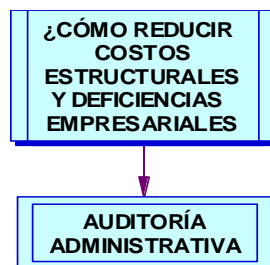 ¿CÓMO REDUCIR
COSTOS
ESTRUCTURALES
Y DEFICIENCIAS
EMPRESARIALES
AUDITORÍA
ADMINISTRATIVA